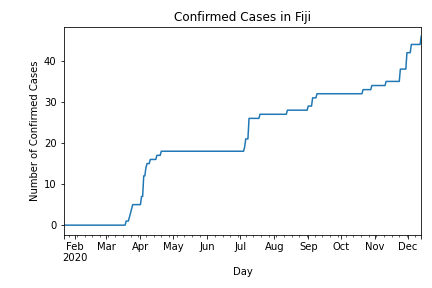 Confirmed Cases in Fiji
Number of Confirmed Cases
40
30
20
10
0
Feb Mar Apr May Jun Jul Aug Sep Oct Nov Dec
2020
Day